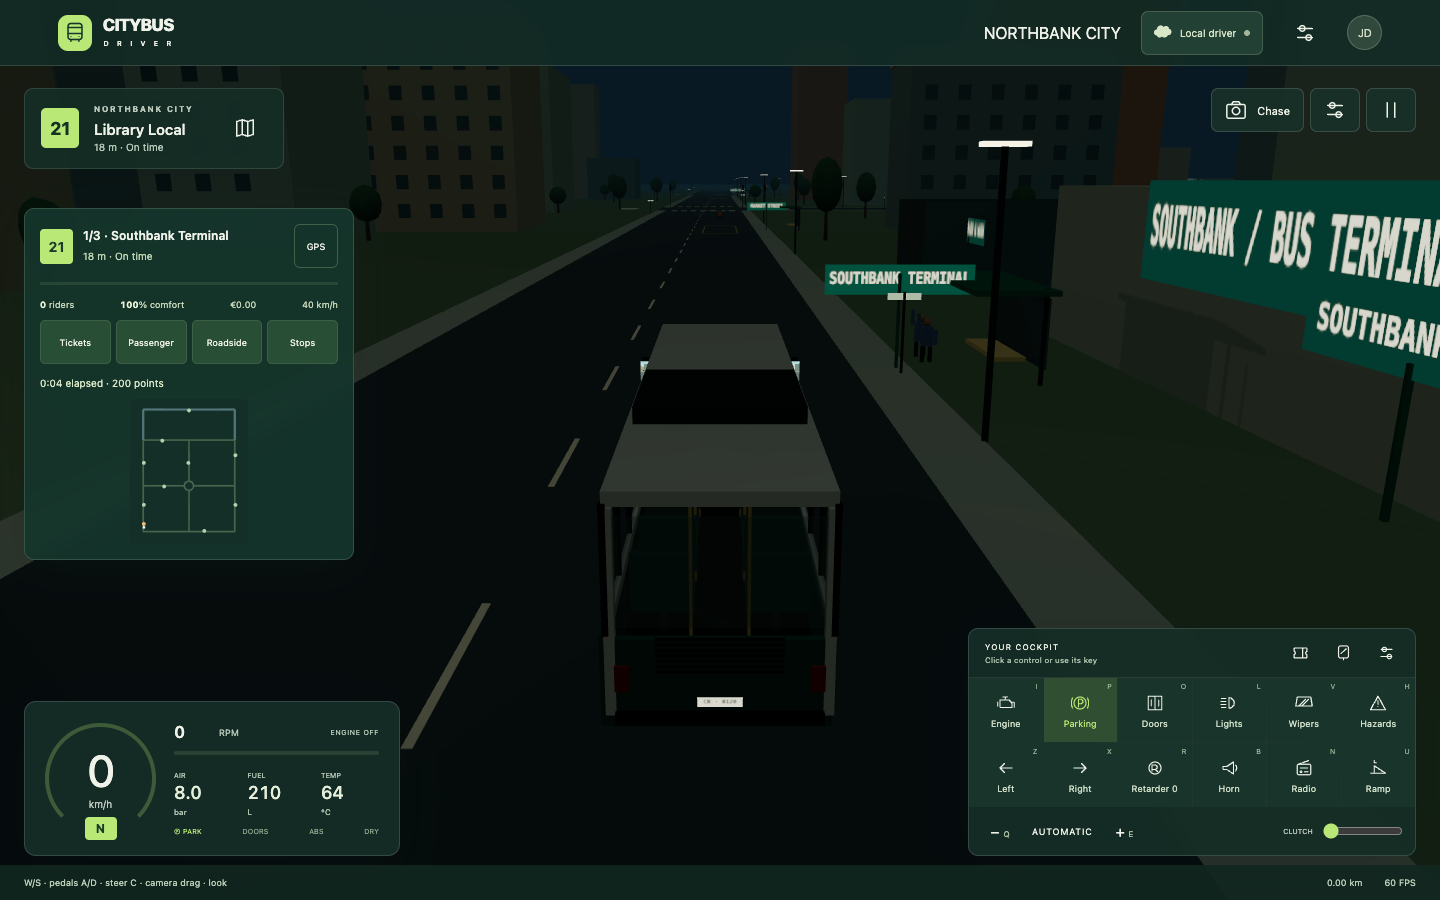 CITYBUS
DRIVER
NORTHBANK CITY
Local driver
JD
21
NORTHBANK CITY
Library Local
18 m · On time
Chase
21
1/3 · Southbank Terminal
18 m · On time
GPS
0 riders
100% comfort
€0.00
40 km/h
Tickets
Passenger
Roadside
Stops
0:04 elapsed · 200 points
MARKET STREET
SOUTHBANK TERMINAL
SOUTHBANK / BUS TERMIN
SOUTHBANK
0
km/h
N
0 RPM
ENGINE OFF
AIR
8.0
bar
FUEL
210
L
TEMP
64
°C
PARK
DOORS
ABS
DRY
YOUR COCKPIT
Click a control or use its key
I
Engine
P
Parking
O
Doors
L
Lights
V
Wipers
H
Hazards
Z
Left
X
Right
R
Retarder 0
B
Horn
N
Radio
U
Ramp
− Q
AUTOMATIC
+ E
CLUTCH
W/S · pedals A/D · steer C · camera drag · look
0.00 km
60 FPS